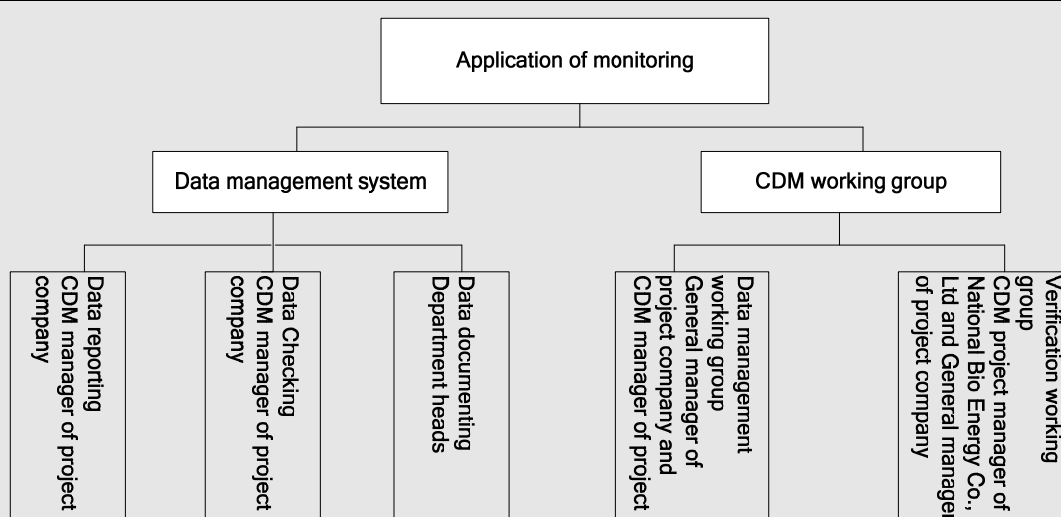 Application of monitoring
Data management system
CDM working group
Data reporting
CDM manager of project
company
Data Checking
CDM manager of project
company
Data documenting
Department heads
Data management
working group
General manager of
project company and
CDM manager of project
Verification working
group
CDM project manager of
National Bio Energy Co.,
Ltd and General manager
of project company